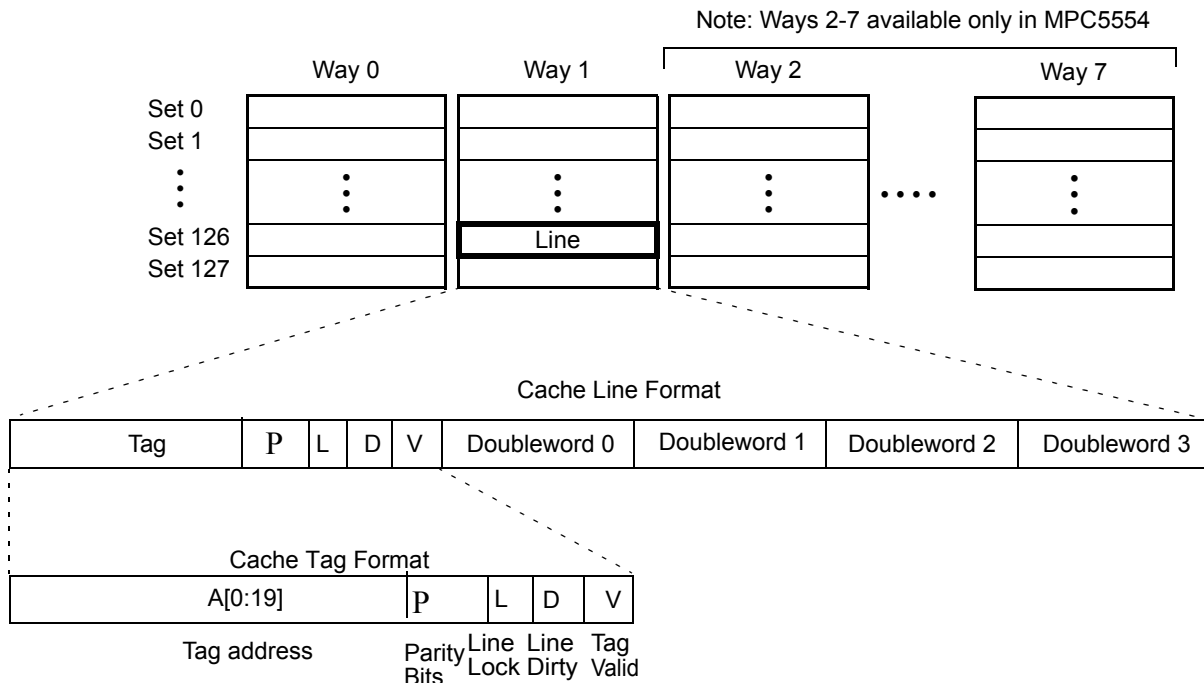 Note: Ways 2-7 available only in MPC5554
Way 0 Way 1 Way 2 Way 7
Set 0
Set 1
Set 126 Line
Set 127
Cache Line Format
Tag P L D V Doubleword 0 Doubleword 1 Doubleword 2 Doubleword 3
Cache Tag Format
A[0:19] P L D V
Tag address Parity Bits Line Lock Line Dirty Tag Valid